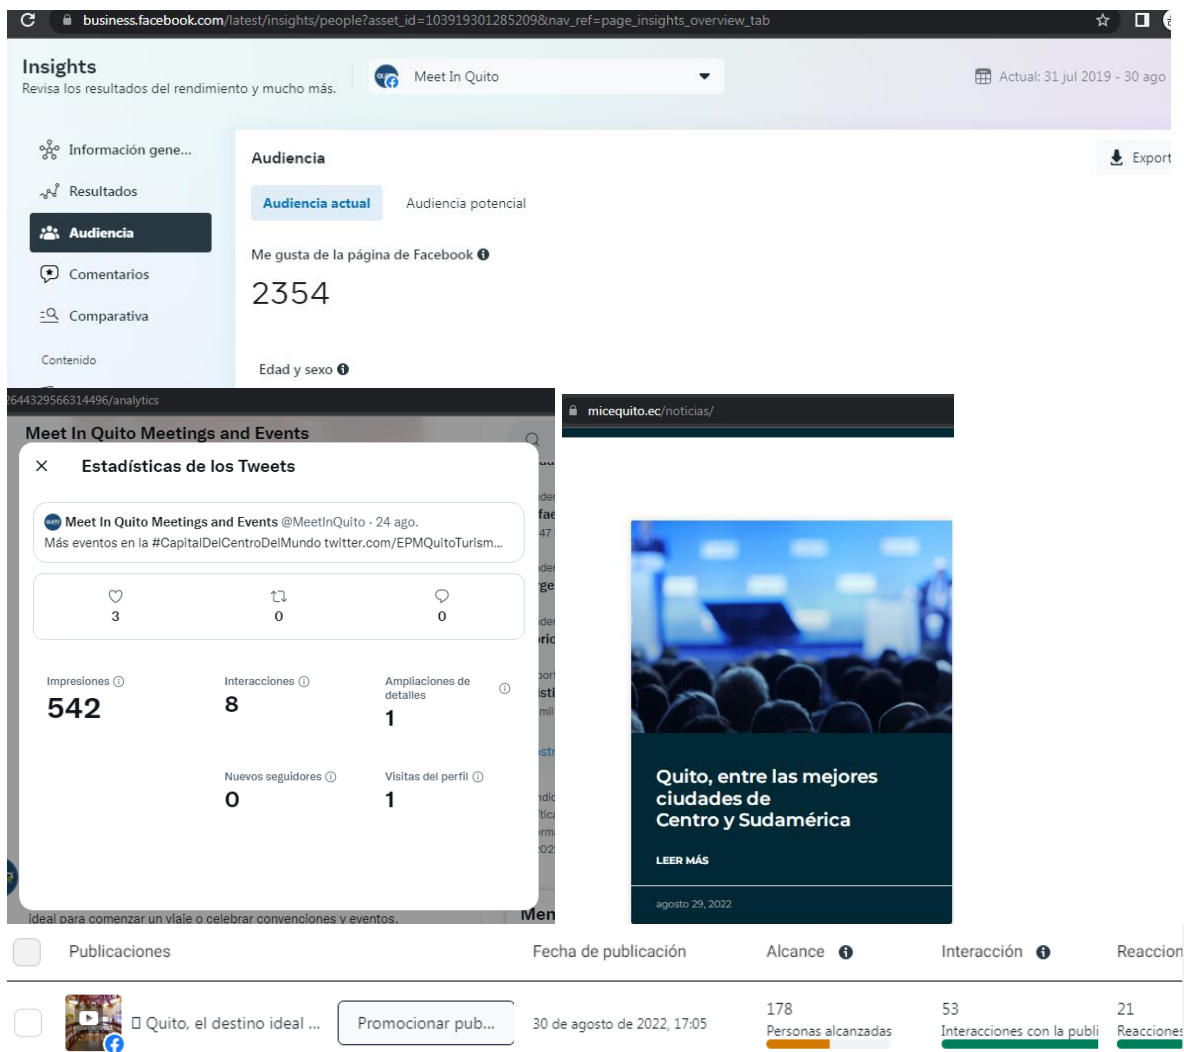 business.facebook.com/latest/insights/people?asset_id=103919301285209&nav_ref=page_insights_overview_tab
Insights
Revisa los resultados del rendimiento y mucho más.
Meet In Quito
Actual: 31 jul 2019 - 30 ago
Información gene...
Resultados
Audiencia
Comentarios
Comparativa
Contenido
Audiencia
Export
Audiencia actual
Audiencia potencial
Me gusta de la página de Facebook
2354
Edad y sexo
2644329566314496/analytics
Meet In Quito Meetings and Events
Estadísticas de los Tweets
Meet In Quito Meetings and Events @MeetInQuito · 24 ago.
Más eventos en la #CapitalDelCentroDelMundo twitter.com/EPMQuitoTurism...
3
0
0
Impresiones
542
Interacciones
8
Ampliaciones de detalles
1
Nuevos seguidores
0
Visitas del perfil
1
ideal para comenzar un viaje o celebrar convenciones y eventos.
Men
micequito.ec/noticias/
Quito, entre las mejores
ciudades de
Centro y Sudamérica
LEER MÁS
agosto 29, 2022
Publicaciones
Fecha de publicación
Alcance
Interacción
Reaccion
Quito, el destino ideal ...
Promocionar pub...
30 de agosto de 2022, 17:05
178
Personas alcanzadas
53
Interacciones con la publi
21
Reacciones